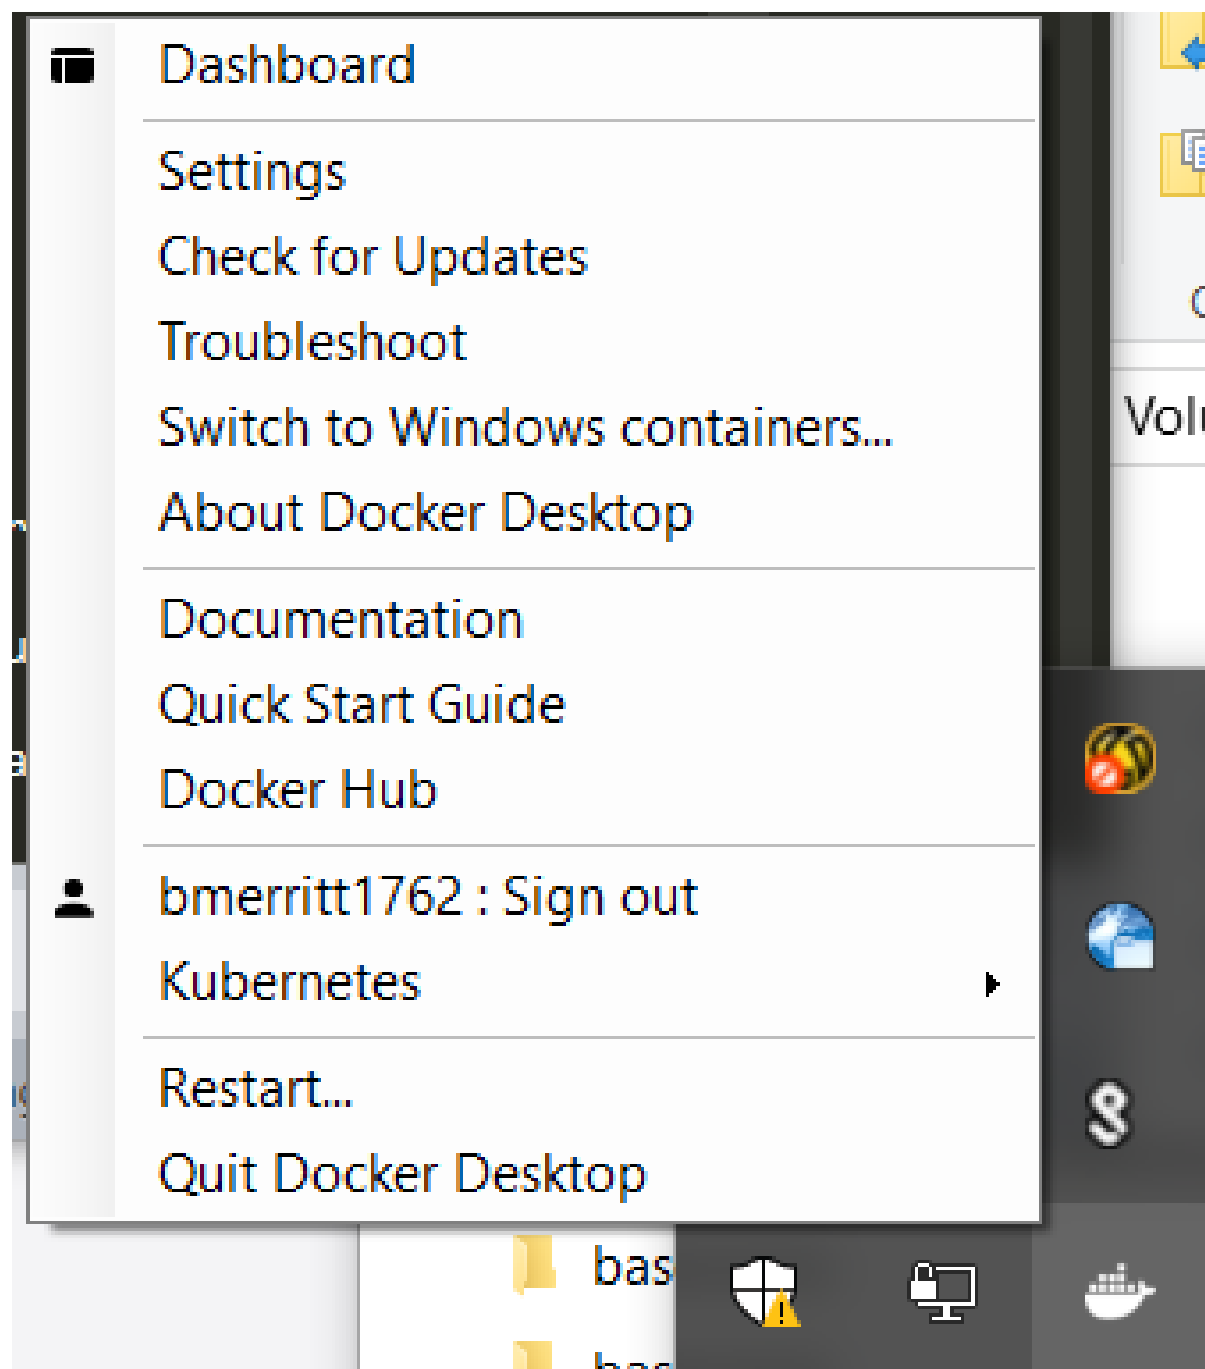 Dashboard
Settings
Check for Updates
Troubleshoot
Switch to Windows containers...
About Docker Desktop
Documentation
Quick Start Guide
Docker Hub
bmerritt1762 : Sign out
Kubernetes
Restart...
Quit Docker Desktop
Vol
bas
bas